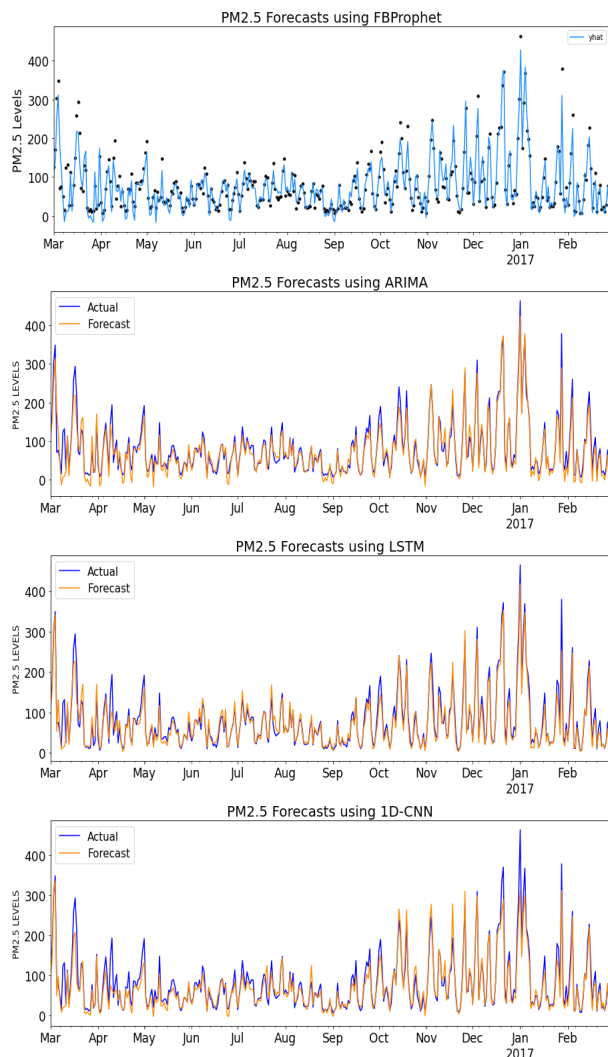 PM2.5 Forecasts using FBProphet
yhat
PM2.5 Levels
400
300
200
100
0
Mar Apr May Jun Jul Aug Sep Oct Nov Dec Jan Feb
2017
PM2.5 Forecasts using ARIMA
Actual
Forecast
PM2.5 LEVELS
400
300
200
100
0
Mar Apr May Jun Jul Aug Sep Oct Nov Dec Jan Feb
2017
PM2.5 Forecasts using LSTM
Actual
Forecast
PM2.5 LEVELS
400
300
200
100
0
Mar Apr May Jun Jul Aug Sep Oct Nov Dec Jan Feb
2017
PM2.5 Forecasts using 1D-CNN
Actual
Forecast
PM2.5 LEVELS
400
300
200
100
0
Mar Apr May Jun Jul Aug Sep Oct Nov Dec Jan Feb
2017